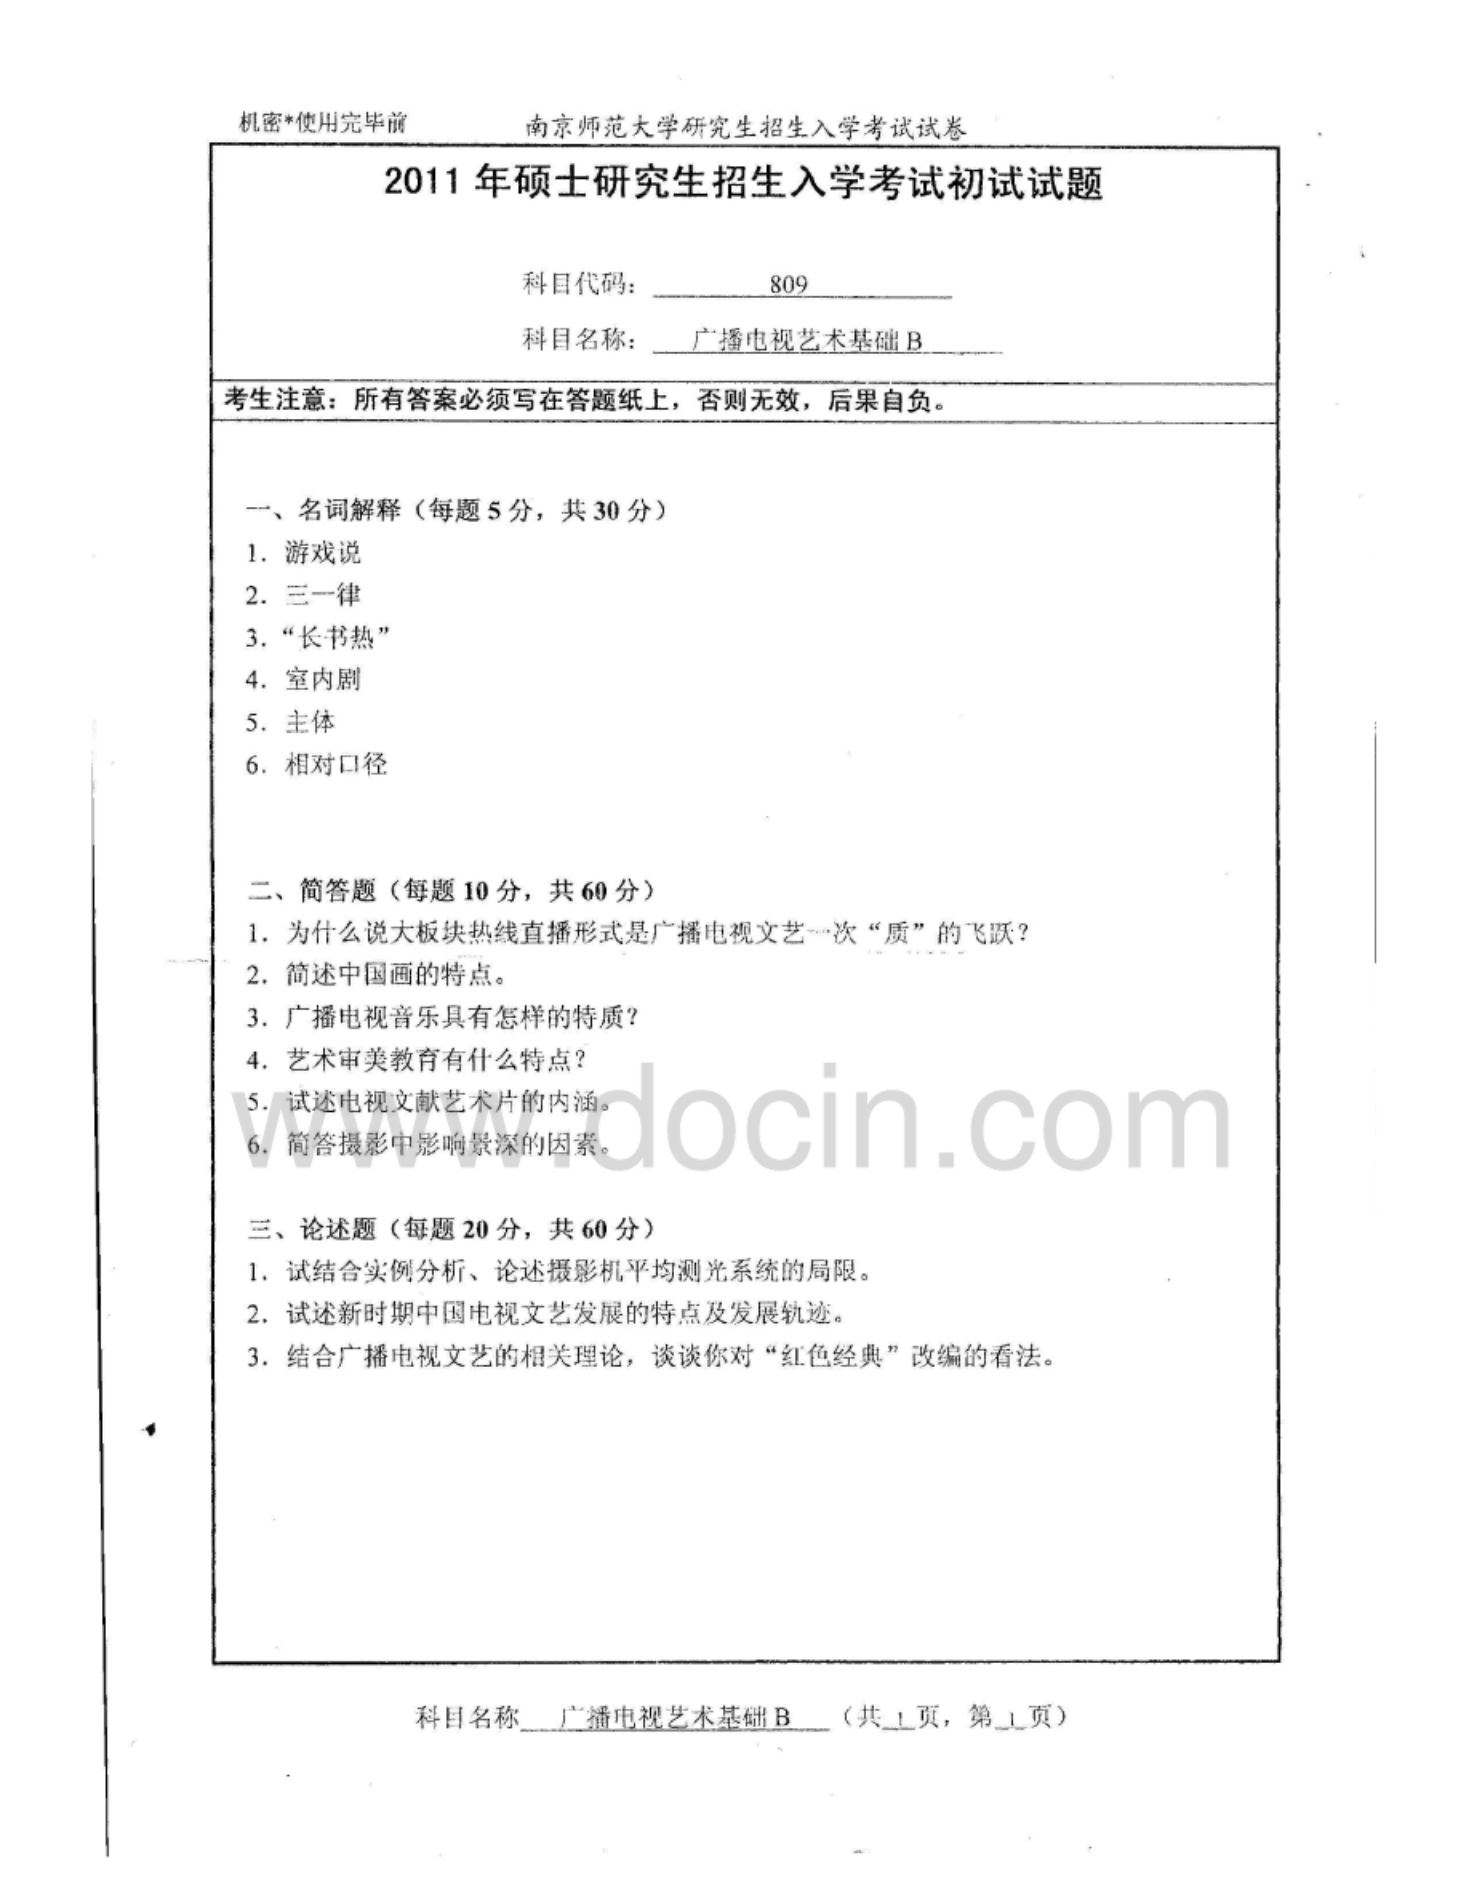 机密*使用完毕前 南京师范大学研究生招生入学考试试卷
2011 年硕士研究生招生入学考试初试试题
科目代码： 809
科目名称： 广播电视艺术基础 B
考生注意：所有答案必须写在答题纸上，否则无效，后果自负。
一、名词解释（每题 5 分，共 30 分）
1．游戏说
2．三一律
3．“长书热”
4．室内剧
5．主体
6．相对口径
二、简答题（每题 10 分，共 60 分）
1．为什么说大板块热线直播形式是广播电视文艺一次“质”的飞跃？
2．简述中国画的特点。
3．广播电视音乐具有怎样的特质？
4．艺术审美教育有什么特点？
5．试述电视文献艺术片的内涵。
6．简答摄影中影响景深的因素。
www.docin.com
三、论述题（每题 20 分，共 60 分）
1．试结合实例分析、论述摄影机平均测光系统的局限。
2．试述新时期中国电视文艺发展的特点及发展轨迹。
3．结合广播电视文艺的相关理论，谈谈你对“红色经典”改编的看法。
科目名称 广播电视艺术基础 B （共 1 页，第 1 页）